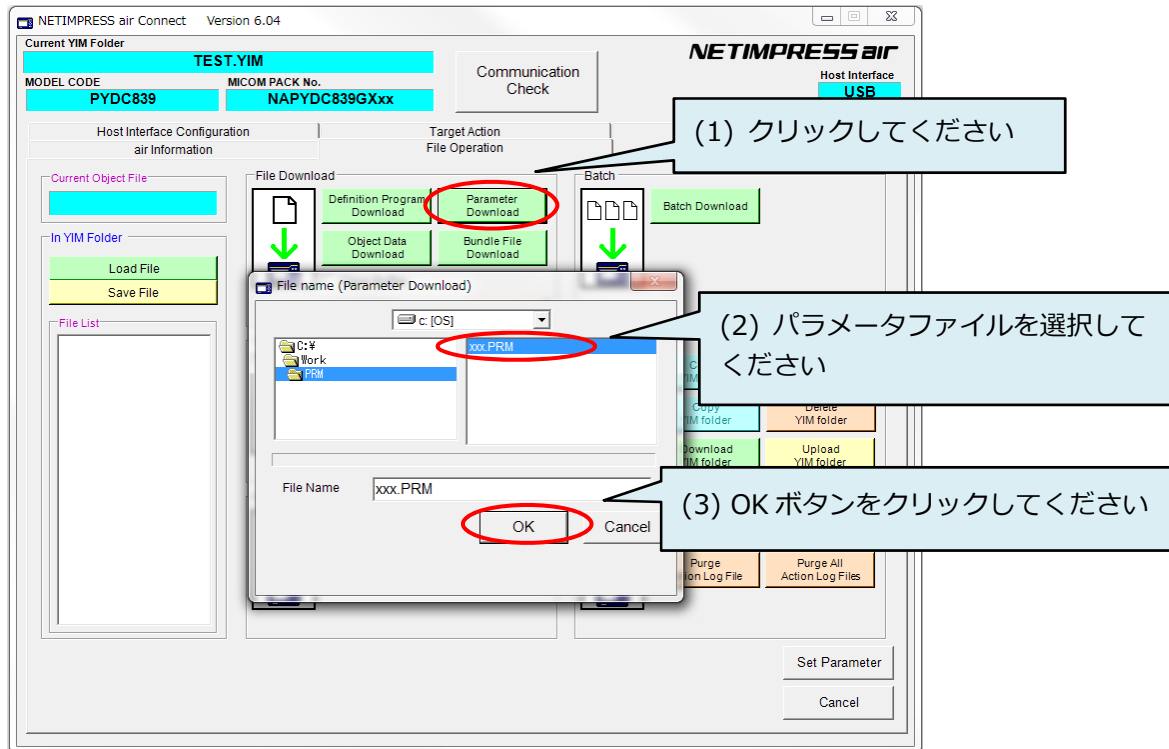 NETIMPRESS air Connect Version 6.04
Current YIM Folder
TEST.YIM
MODEL CODE
MICOM PACK No.
PYDC839
NAPYDC839GXxx
Communication
Check
NETIMPRESS air
Host Interface
USB
Host Interface Configuration
Target Action
air Information
File Operation
(1) クリックしてください
Current Object File
In YIM Folder
Load File
Save File
File List
File Download
Definition Program
Download
Parameter
Download
Object Data
Download
Bundle File
Download
Batch
Batch Download
File name (Parameter Download)
c: [OS]
C:¥
Work
PRM
xxx.PRM
(2) パラメータファイルを選択して
ください
Copy
YIM folder
Delete
YIM folder
Download
YIM folder
Upload
YIM folder
File Name
xxx.PRM
OK
Cancel
(3) OK ボタンをクリックしてください
Purge
ion Log File
Purge All
Action Log Files
Set Parameter
Cancel